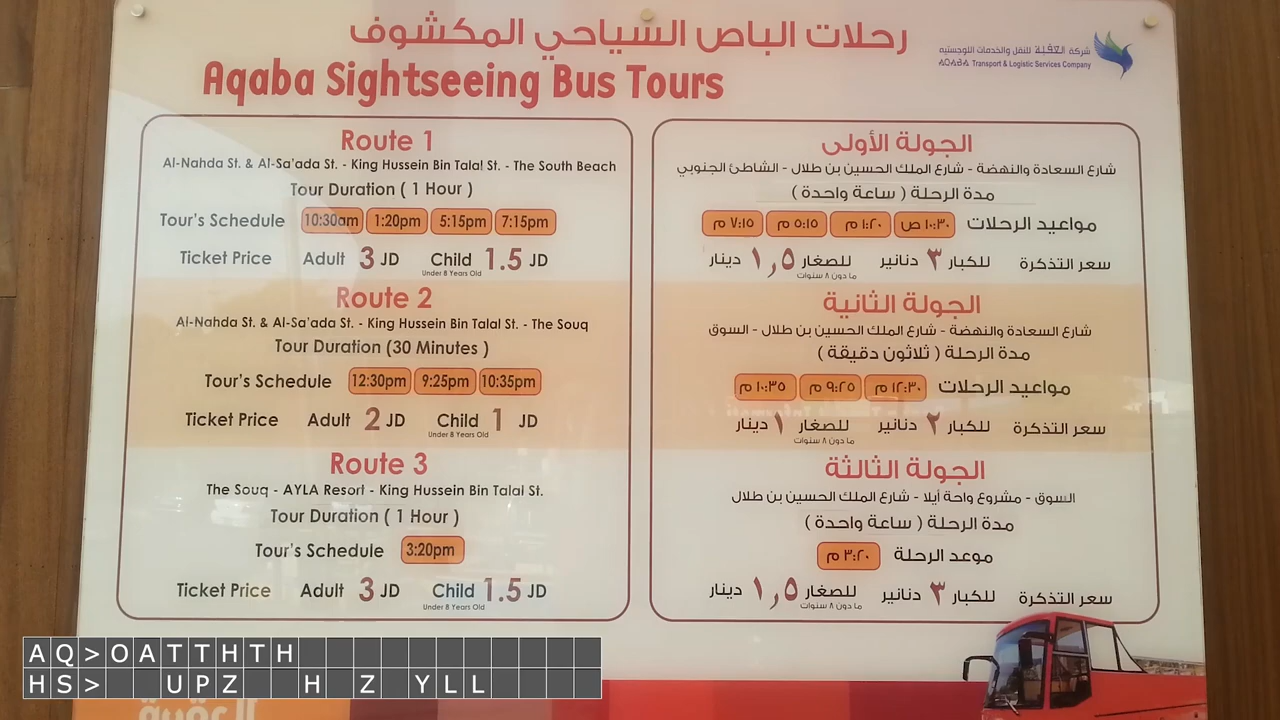 رحلات الباص السياحي المكشوف
Aqaba Sightseeing Bus Tours
شركة العقبة للنقل والخدمات اللوجستيه
AQABA Transport & Logistic Services Company
Route 1
Al-Nahda St. & Al-Sa'ada St. - King Hussein Bin Talal St. - The South Beach
Tour Duration ( 1 Hour )
Tour's Schedule 10:30am 1:20pm 5:15pm 7:15pm
Ticket Price Adult 3 JD Child 1.5 JD
Under 8 Years Old
Route 2
Al-Nahda St. & Al-Sa'ada St. - King Hussein Bin Talal St. - The Souq
Tour Duration (30 Minutes )
Tour's Schedule 12:30pm 9:25pm 10:35pm
Ticket Price Adult 2 JD Child 1 JD
Under 8 Years Old
Route 3
The Souq - AYLA Resort - King Hussein Bin Talal St.
Tour Duration ( 1 Hour )
Tour's Schedule 3:20pm
Ticket Price Adult 3 JD Child 1.5 JD
Under 8 Years Old
الجولة الأولى
شارع السعادة والنهضة - شارع الملك الحسين بن طلال - الشاطئ الجنوبي
مدة الرحلة ( ساعة واحدة )
مواعيد الرحلات ١٠:٣٠ ص ١:٢٠ م ٥:١٥ م ٧:١٥ م
سعر التذكرة للكبار ٣ دنانير للصغار ١,٥ دينار
ما دون ٨ سنوات
الجولة الثانية
شارع السعادة والنهضة - شارع الملك الحسين بن طلال - السوق
مدة الرحلة ( ثلاثون دقيقة )
مواعيد الرحلات ١٢:٣٠ م ٩:٢٥ م ١٠:٣٥ م
سعر التذكرة للكبار ٢ دنانير للصغار ١ دينار
ما دون ٨ سنوات
الجولة الثالثة
السوق - مشروع واحة أيلا - شارع الملك الحسين بن طلال
مدة الرحلة ( ساعة واحدة )
موعد الرحلة ٣:٢٠ م
سعر التذكرة للكبار ٣ دنانير للصغار ١,٥ دينار
ما دون ٨ سنوات
AQ>OATTHTH
HS> UPZ H Z YLL